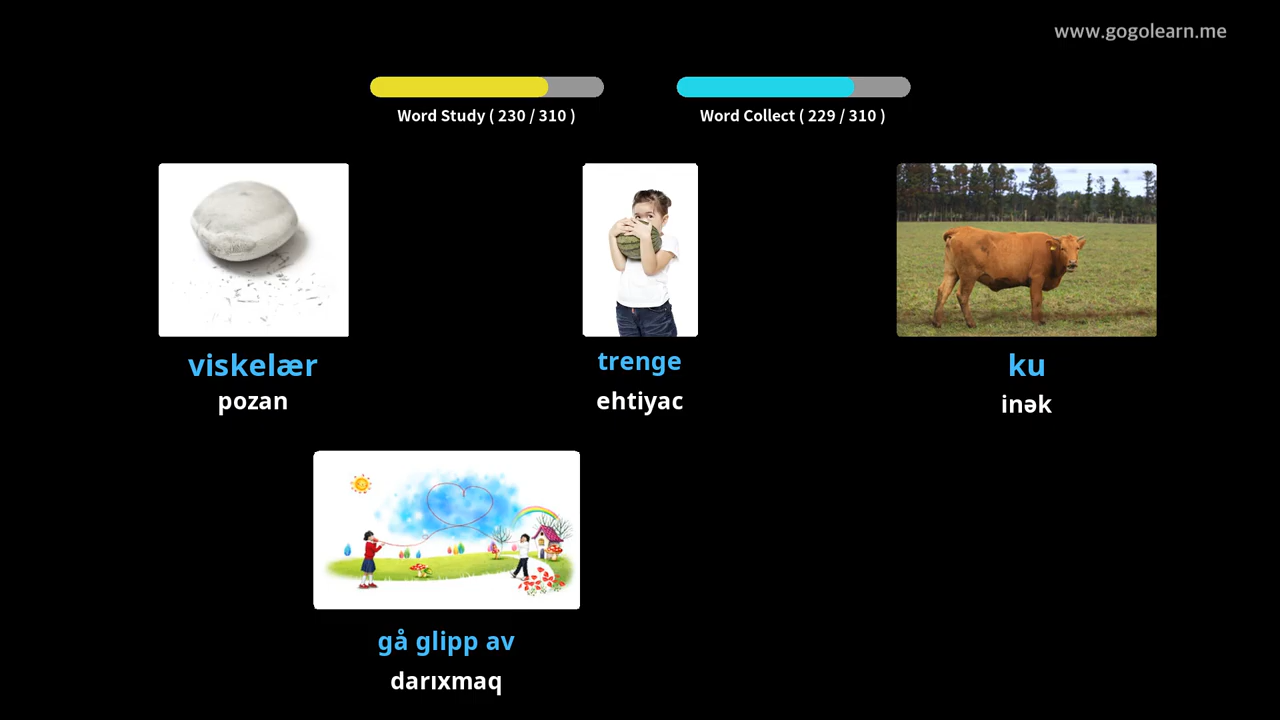 www.gogolearn.me
Word Study ( 230 / 310 )
Word Collect ( 229 / 310 )
viskelær
pozan
trenge
ehtiyac
ku
inək
gå glipp av
darıxmaq